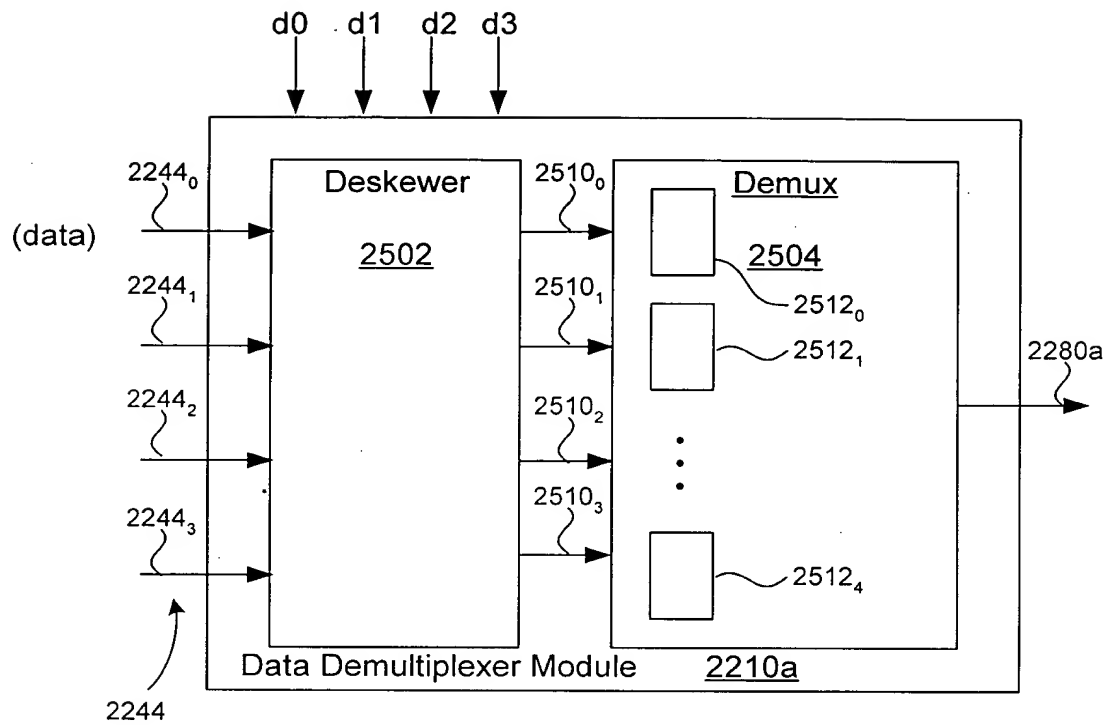 d0 d1 d2 d3
2244₀ Deskewer 2510₀ Demux
(data) 2502 2504
2512₀
2244₁ 2510₁
2512₁ 2280a
2244₂ 2510₂
2244₃ 2510₃
2512₄
Data Demultiplexer Module 2210a
2244